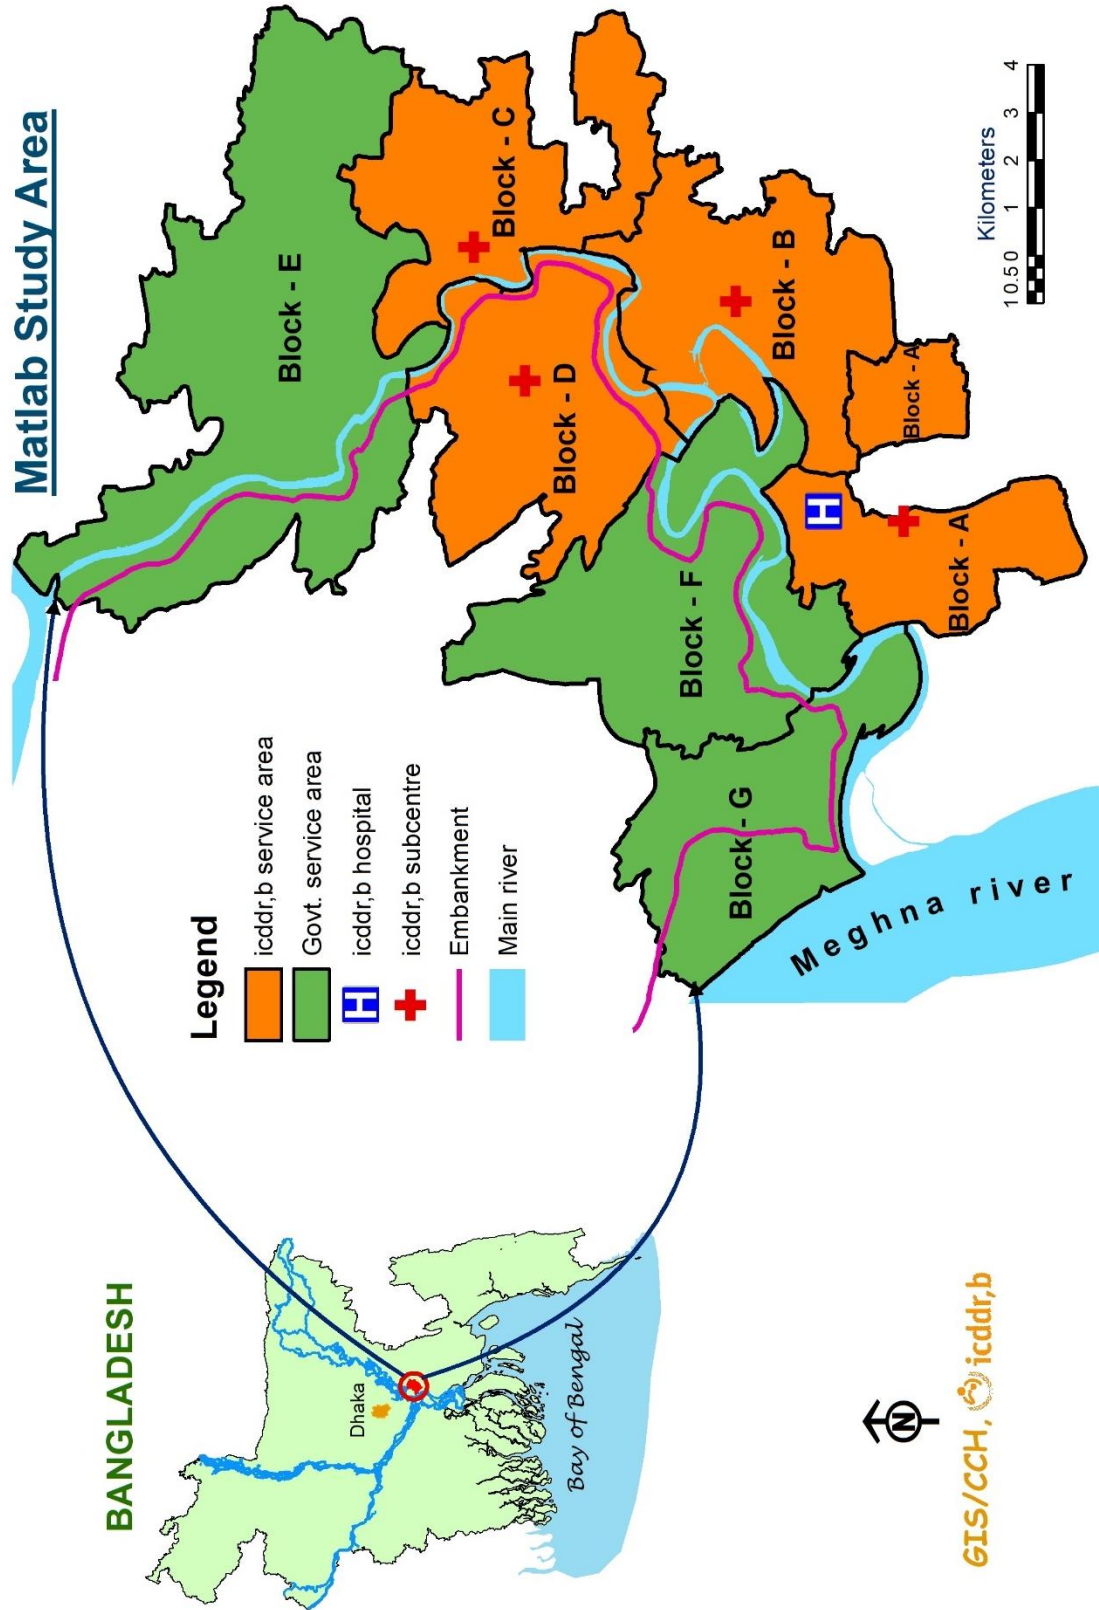 Matlab Study Area
BANGLADESH
Dhaka
Bay of Bengal
Legend
icddr,b service area
Govt. service area
icddr,b hospital
H
icddr,b subcentre
Embankment
Main river
Block - E
Block - C
Block - D
Block - B
Block - F
Block - A
H
Block - A
Block - G
Meghna river
Kilometers
1 0.5 0 1 2 3 4
N
GIS/CCH, icddr,b